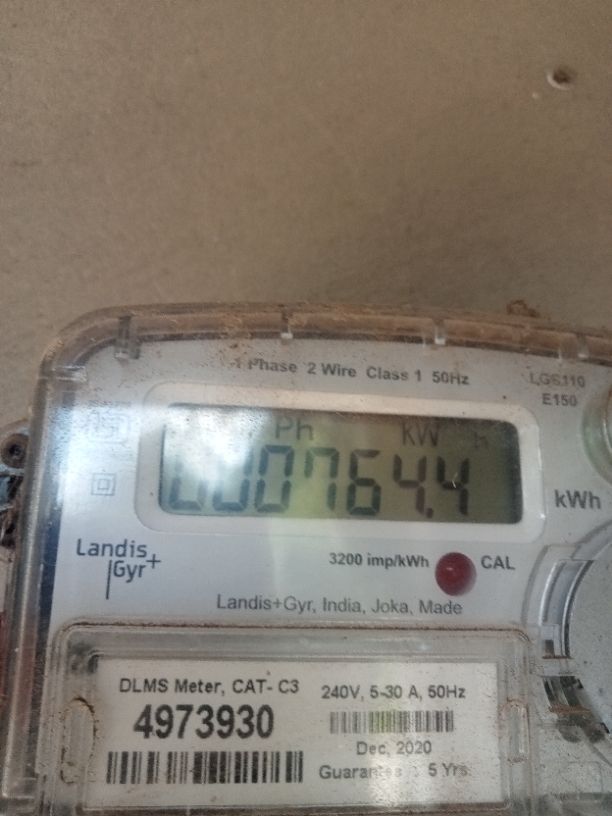 1 Phase 2 Wire Class 1 50Hz
LGS110
E150
Ph kW h
000764.4
kWh
Landis
Gyr+
3200 imp/kWh
CAL
Landis+Gyr, India, Joka, Made
DLMS Meter, CAT- C3
240V, 5-30 A, 50Hz
4973930
Dec, 2020
5 Yrs.